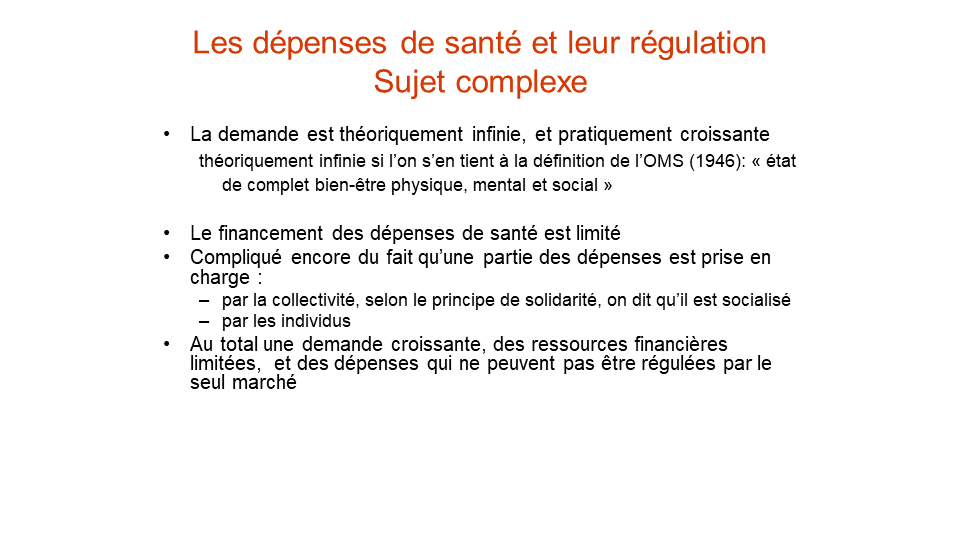 Les dépenses de santé et leur régulation
Sujet complexe
• La demande est théoriquement infinie, et pratiquement croissante
théoriquement infinie si l’on s’en tient à la définition de l’OMS (1946): « état
de complet bien-être physique, mental et social »
• Le financement des dépenses de santé est limité
• Compliqué encore du fait qu’une partie des dépenses est prise en
charge :
– par la collectivité, selon le principe de solidarité, on dit qu’il est socialisé
– par les individus
• Au total une demande croissante, des ressources financières
limitées, et des dépenses qui ne peuvent pas être régulées par le
seul marché